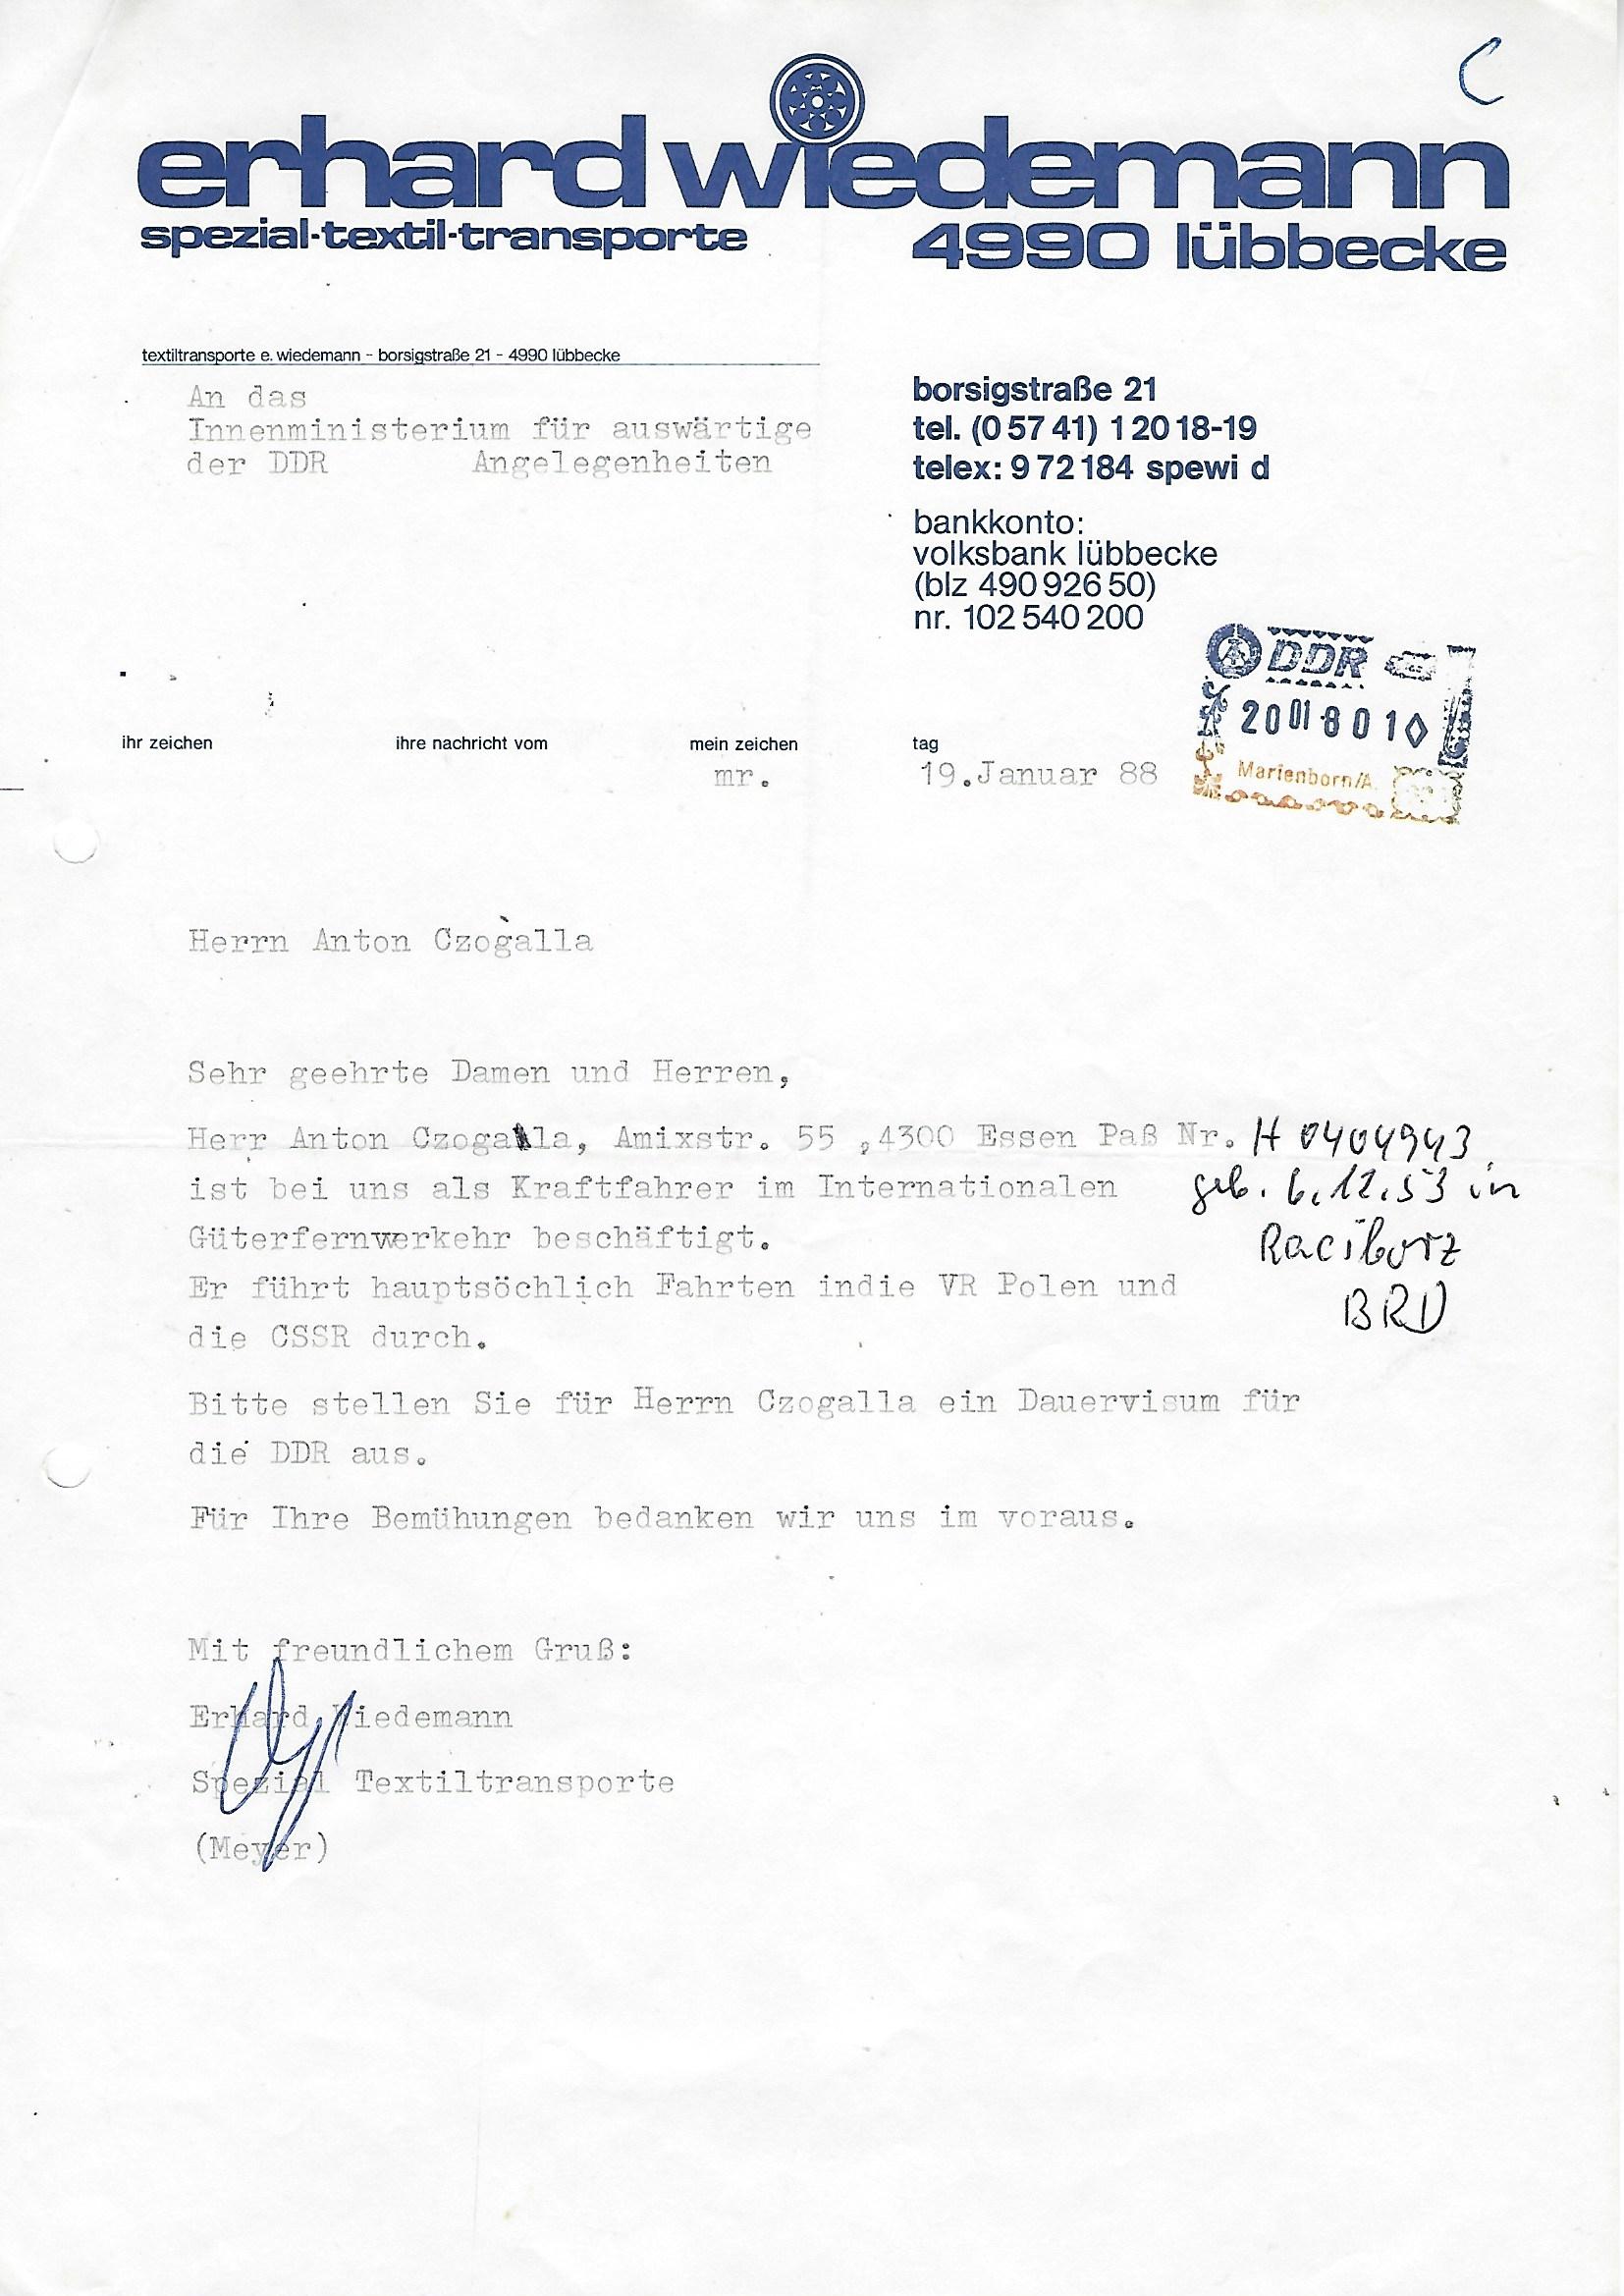 C
erhard wiedemann
spezial-textil-transporte
4990 lübbecke
textiltransporte e. wiedemann - borsigstraße 21 - 4990 lübbecke
An das
Innenministerium für auswärtige
der DDR Angelegenheiten
borsigstraße 21
tel. (0 57 41) 1 20 18-19
telex: 9 72 184 spewi d
bankkonto:
volksbank lübbecke
(blz 490 926 50)
nr. 102 540 200
DDR
20 01 8 0 1 0
Marienborn/A.
ihr zeichen
ihre nachricht vom
mein zeichen
tag
mr.
19.Januar 88
Herrn Anton Czogalla
Sehr geehrte Damen und Herren,
Herr Anton Czogalla, Amixstr. 55 ,4300 Essen Paß Nr. H 0404943
ist bei uns als Kraftfahrer im Internationalen geb. 6.12.53 in
Güterfernverkehr beschäftigt. Raciborz
Er führt hauptsöchlich Fahrten indie VR Polen und BRD
die CSSR durch.
Bitte stellen Sie für Herrn Czogalla ein Dauervisum für
die DDR aus.
Für Ihre Bemühungen bedanken wir uns im voraus.
Mit freundlichem Gruß:
Erhard Wiedemann
Spezial Textiltransporte
(Meyer)